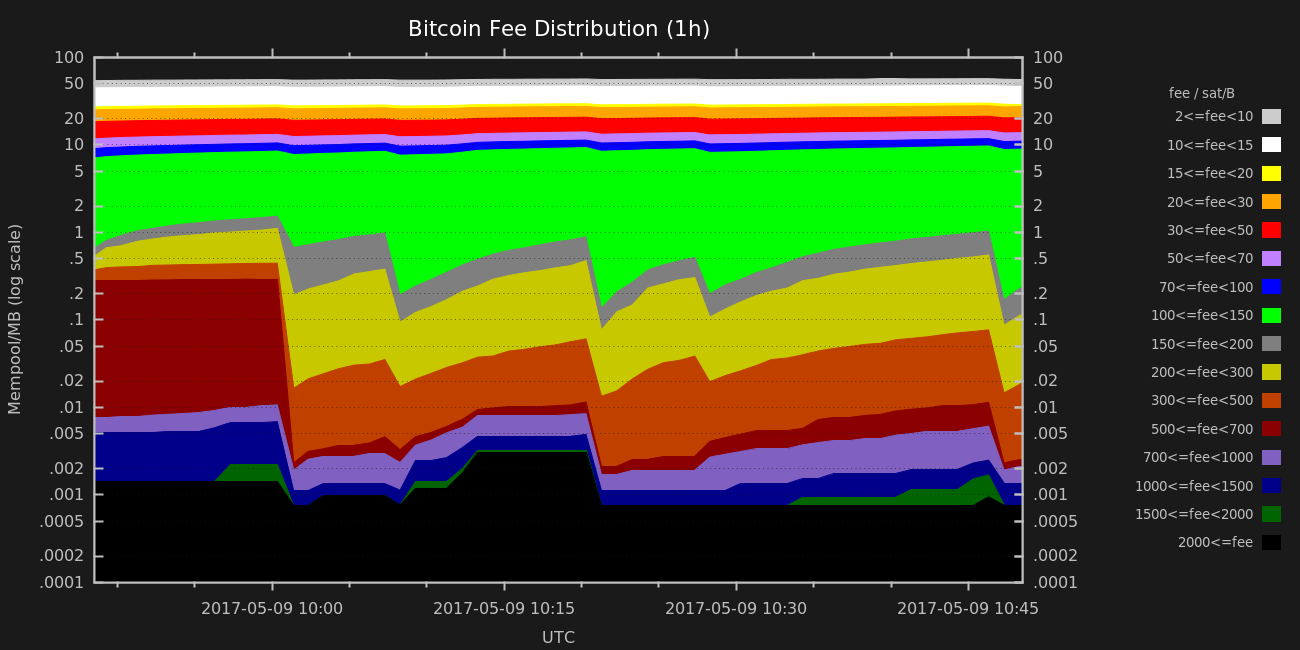 Bitcoin Fee Distribution (1h)
100
50
20
10
5
2
1
.5
.2
.1
.05
.02
.01
.005
.002
.001
.0005
.0002
.0001
Mempool/MB (log scale)
100
50
20
10
5
2
1
.5
.2
.1
.05
.02
.01
.005
.002
.001
.0005
.0002
.0001
2017-05-09 10:00
2017-05-09 10:15
2017-05-09 10:30
2017-05-09 10:45
UTC
fee / sat/B
2<=fee<10
10<=fee<15
15<=fee<20
20<=fee<30
30<=fee<50
50<=fee<70
70<=fee<100
100<=fee<150
150<=fee<200
200<=fee<300
300<=fee<500
500<=fee<700
700<=fee<1000
1000<=fee<1500
1500<=fee<2000
2000<=fee